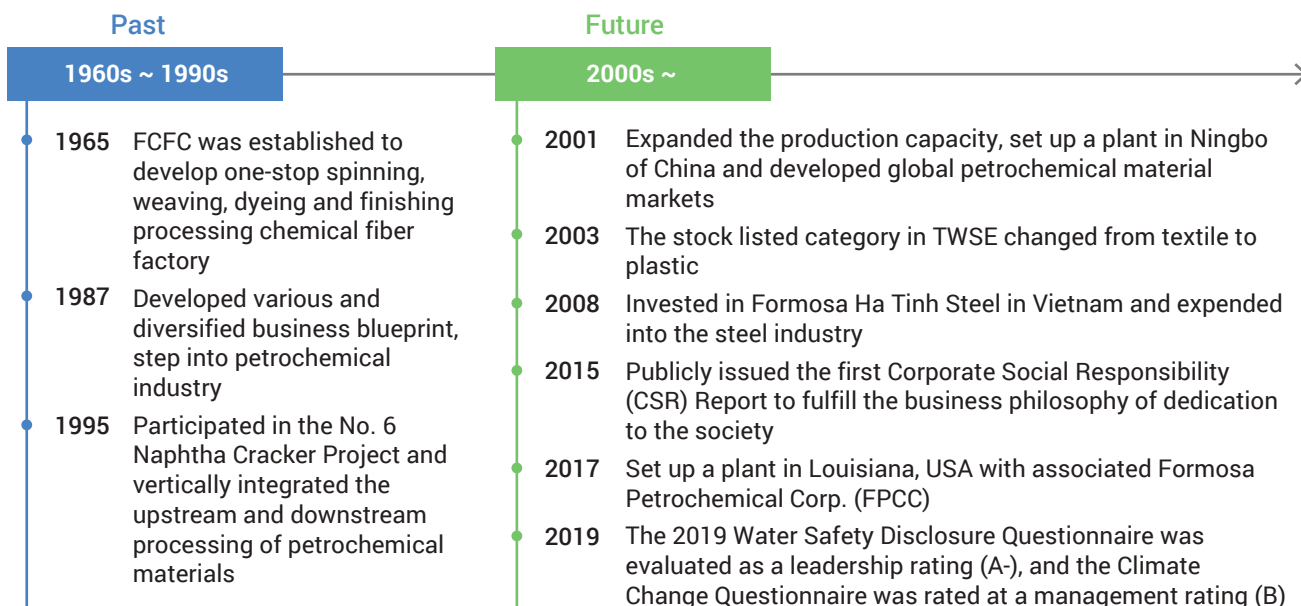 Past
1960s ~ 1990s
1965 FCFC was established to
develop one-stop spinning,
weaving, dyeing and finishing
processing chemical fiber
factory
1987 Developed various and
diversified business blueprint,
step into petrochemical
industry
1995 Participated in the No. 6
Naphtha Cracker Project and
vertically integrated the
upstream and downstream
processing of petrochemical
materials
Future
2000s ~
2001 Expanded the production capacity, set up a plant in Ningbo
of China and developed global petrochemical material
markets
2003 The stock listed category in TWSE changed from textile to
plastic
2008 Invested in Formosa Ha Tinh Steel in Vietnam and expended
into the steel industry
2015 Publicly issued the first Corporate Social Responsibility
(CSR) Report to fulfill the business philosophy of dedication
to the society
2017 Set up a plant in Louisiana, USA with associated Formosa
Petrochemical Corp. (FPCC)
2019 The 2019 Water Safety Disclosure Questionnaire was
evaluated as a leadership rating (A-), and the Climate
Change Questionnaire was rated at a management rating (B)